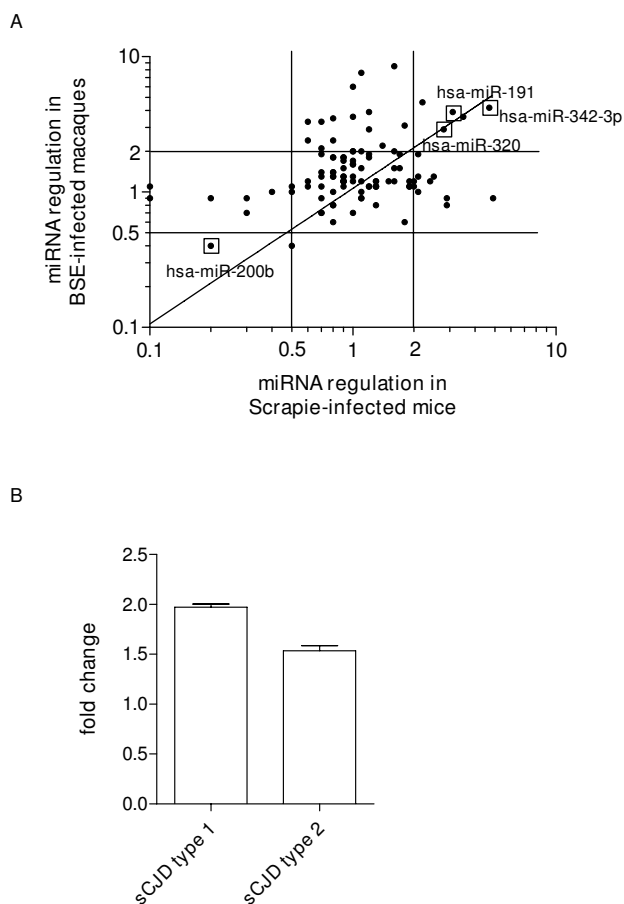 A
10
2
1
0.5
0.1
miRNA regulation in
BSE-infected macaques
hsa-miR-191
hsa-miR-342-3p
hsa-miR-320
hsa-miR-200b
0.1
0.5
1
2
10
miRNA regulation in
Scrapie-infected mice
B
2.5
2.0
1.5
1.0
0.5
0.0
fold change
sCJD type 1
sCJD type 2